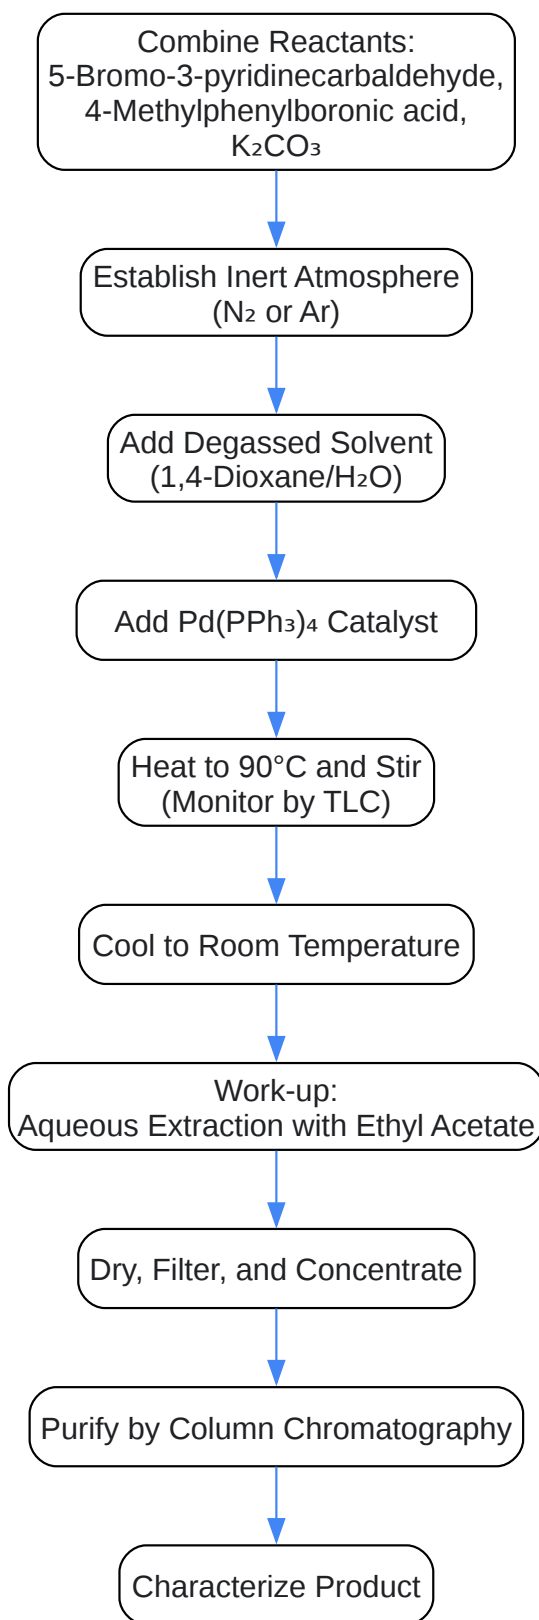 Combine Reactants:
5-Bromo-3-pyridinecarbaldehyde,
4-Methylphenylboronic acid,
K₂CO₃
Establish Inert Atmosphere
(N₂ or Ar)
Add Degassed Solvent
(1,4-Dioxane/H₂O)
Add Pd(PPh₃)₄ Catalyst
Heat to 90°C and Stir
(Monitor by TLC)
Cool to Room Temperature
Work-up:
Aqueous Extraction with Ethyl Acetate
Dry, Filter, and Concentrate
Purify by Column Chromatography
Characterize Product